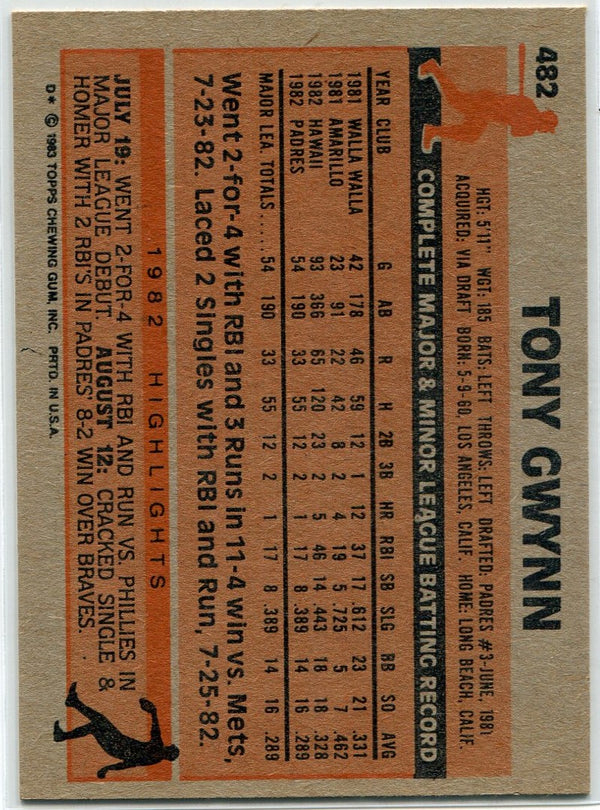 482
TONY GWYNN
HGT: 5'11" WGT: 185 BATS: LEFT THROWS: LEFT DRAFTED: PADRES #3-JUNE, 1981
ACQUIRED: VIA DRAFT BORN: 5-9-60, LOS ANGELES, CALIF. HOME: LONG BEACH, CALIF.
COMPLETE MAJOR & MINOR LEAGUE BATTING RECORD
YEAR CLUB G AB R H 2B 3B HR RBI SB SLG BB SO AVG
1981 WALLA WALLA 42 178 46 59 12 1 12 37 17 .612 23 21 .331
1981 AMARILLO 23 91 22 42 8 2 4 19 5 .725 5 7 .462
1982 HAWAII 93 366 65 120 23 2 5 46 14 .443 18 18 .328
1982 PADRES 54 190 33 55 12 2 1 17 8 .389 14 16 .289
MAJOR LEA. TOTALS ..... 54 190 33 55 12 2 1 17 8 .389 14 16 .289
Went 2-for-4 with RBI and 3 Runs in 11-4 win vs. Mets,
7-23-82. Laced 2 Singles with RBI and Run, 7-25-82.
1982 HIGHLIGHTS
JULY 19: WENT 2-FOR-4 WITH RBI AND RUN VS. PHILLIES IN
MAJOR LEAGUE DEBUT. AUGUST 12: CRACKED SINGLE &
HOMER WITH 2 RBI'S IN PADRES' 8-2 WIN OVER BRAVES.
D* © 1983 TOPPS CHEWING GUM, INC. PRTD. IN U.S.A.